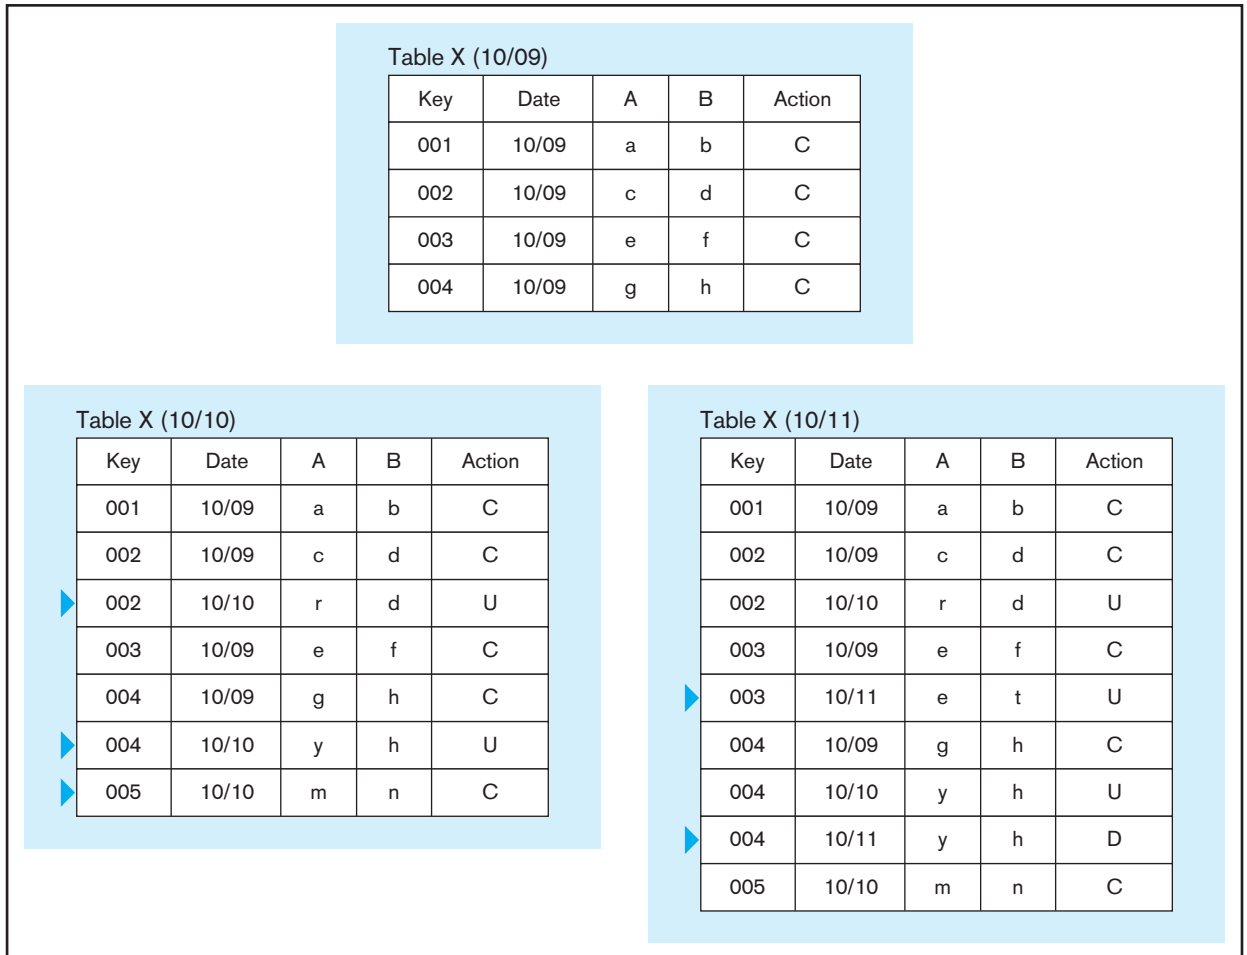 Table X (10/09)
Key Date A B Action
001 10/09 a b C
002 10/09 c d C
003 10/09 e f C
004 10/09 g h C
Table X (10/10)
Key Date A B Action
001 10/09 a b C
002 10/09 c d C
002 10/10 r d U
003 10/09 e f C
004 10/09 g h C
004 10/10 y h U
005 10/10 m n C
Table X (10/11)
Key Date A B Action
001 10/09 a b C
002 10/09 c d C
002 10/10 r d U
003 10/09 e f C
003 10/11 e t U
004 10/09 g h C
004 10/10 y h U
004 10/11 y h D
005 10/10 m n C